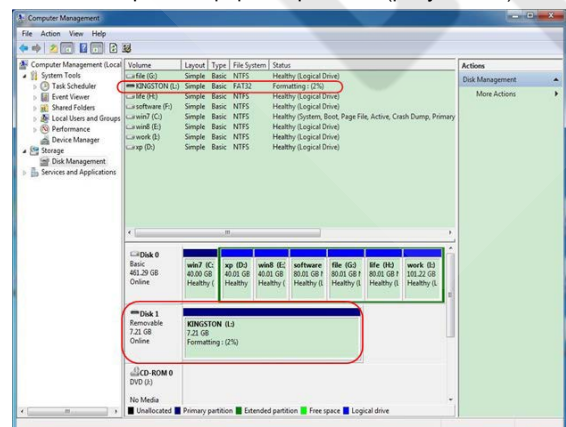 Computer Management
File Action View Help
Computer Management (Local
System Tools
Task Scheduler
Event Viewer
Shared Folders
Local Users and Groups
Performance
Device Manager
Storage
Disk Management
Services and Applications
Volume Layout Type File System Status
file (G:) Simple Basic NTFS Healthy (Logical Drive)
KINGSTON (L:) Simple Basic FAT32 Formatting : (2%)
life (H:) Simple Basic NTFS Healthy (Logical Drive)
software (F:) Simple Basic NTFS Healthy (Logical Drive)
win7 (C:) Simple Basic NTFS Healthy (System, Boot, Page File, Active, Crash Dump, Primary
win8 (E:) Simple Basic NTFS Healthy (Logical Drive)
work (I:) Simple Basic NTFS Healthy (Logical Drive)
xp (D:) Simple Basic NTFS Healthy (Logical Drive)
Actions
Disk Management
More Actions
Disk 0
Basic
461.29 GB
Online
win7 (C:
40.00 GB
Healthy (
xp (D:)
40.01 GB
Healthy
win8 (E:
40.01 GB
Healthy (
software
80.01 GB
Healthy (L
file (G:)
80.01 GB
Healthy (L
life (H:)
80.01 GB
Healthy (L
work (I:)
101.22 GB
Healthy (L
Disk 1
Removable
7.21 GB
Online
KINGSTON (L:)
7.21 GB
Formatting : (2%)
CD-ROM 0
DVD (J:)
No Media
Unallocated Primary partition Extended partition Free space Logical drive